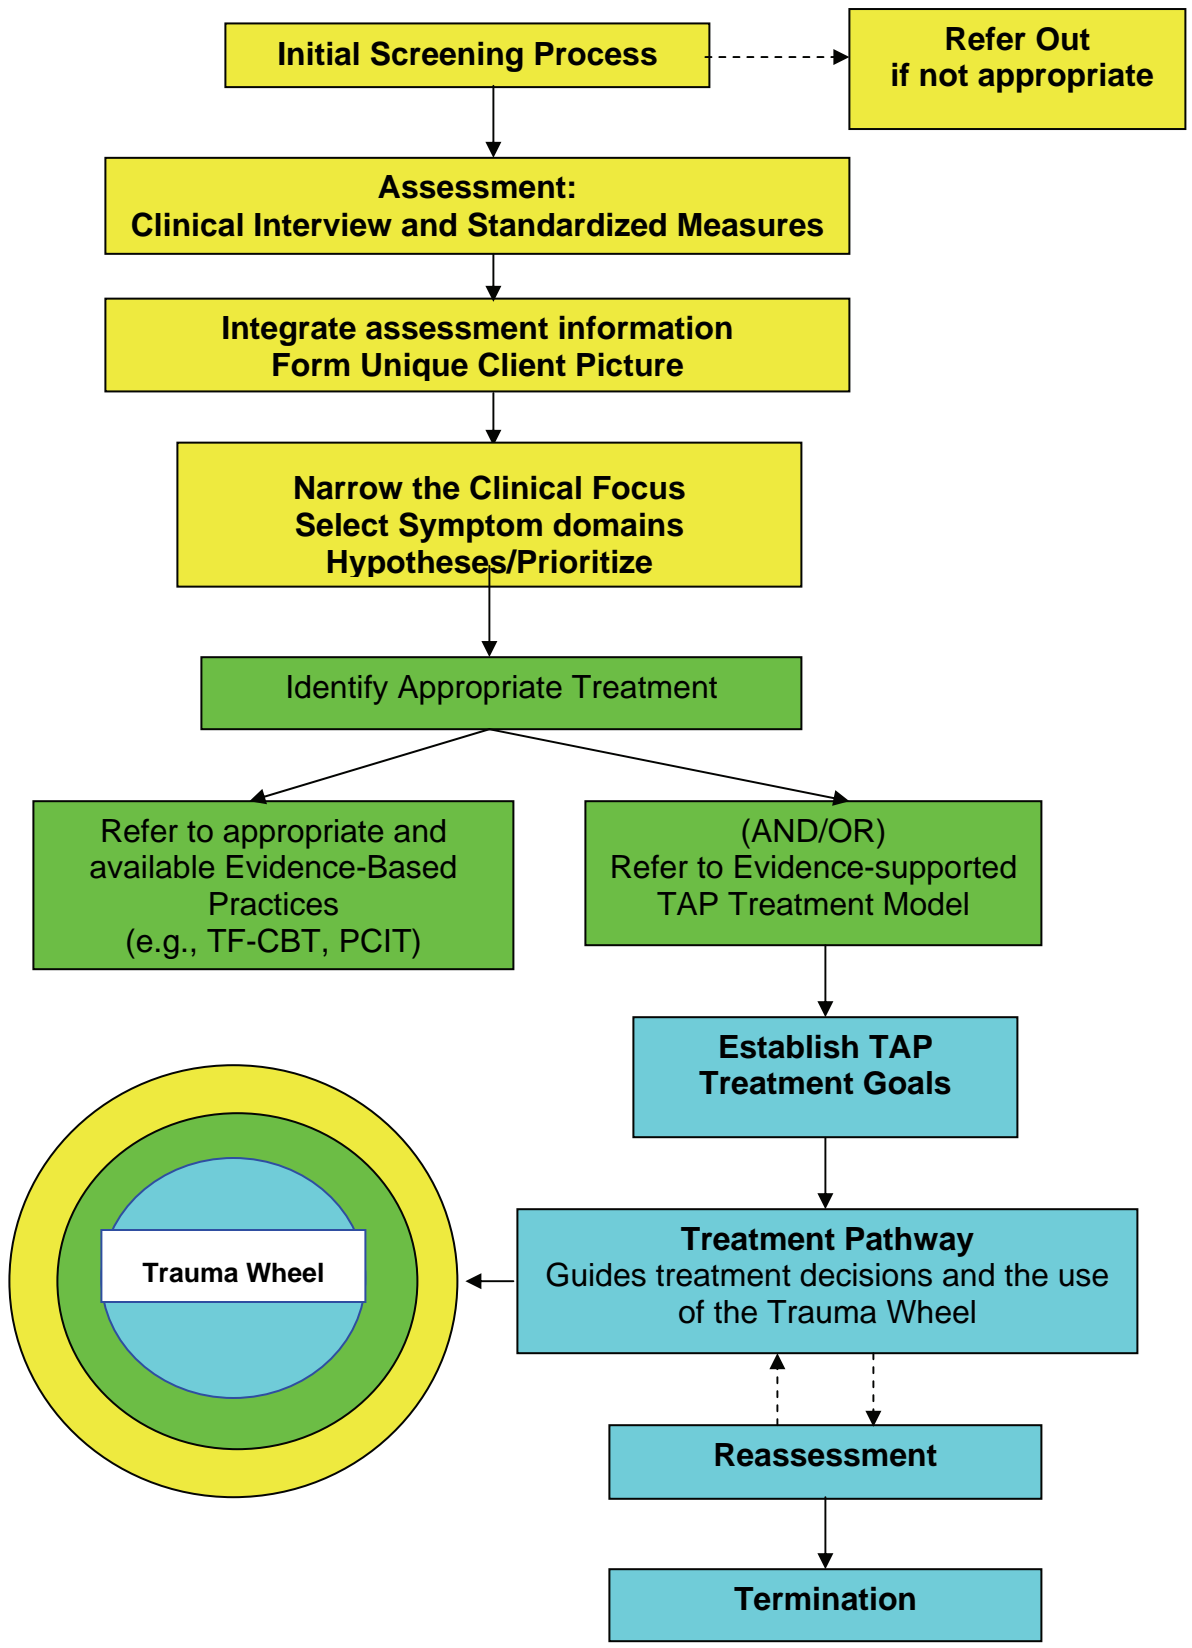 Initial Screening Process
Refer Out
if not appropriate
Assessment:
Clinical Interview and Standardized Measures
Integrate assessment information
Form Unique Client Picture
Narrow the Clinical Focus
Select Symptom domains
Hypotheses/Prioritize
Identify Appropriate Treatment
Refer to appropriate and
available Evidence-Based
Practices
(e.g., TF-CBT, PCIT)
(AND/OR)
Refer to Evidence-supported
TAP Treatment Model
Establish TAP
Treatment Goals
Treatment Pathway
Guides treatment decisions and the use
of the Trauma Wheel
Trauma Wheel
Reassessment
Termination